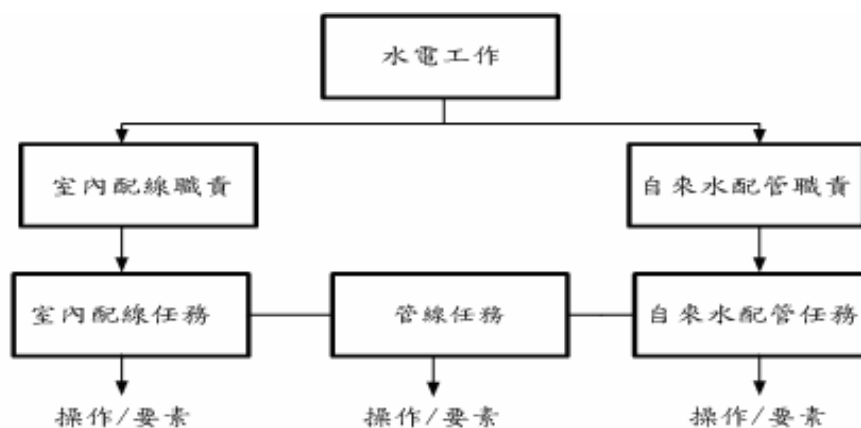 水電工作
室內配線職責
自來水配管職責
室內配線任務
管線任務
自來水配管任務
操作/要素
操作/要素
操作/要素